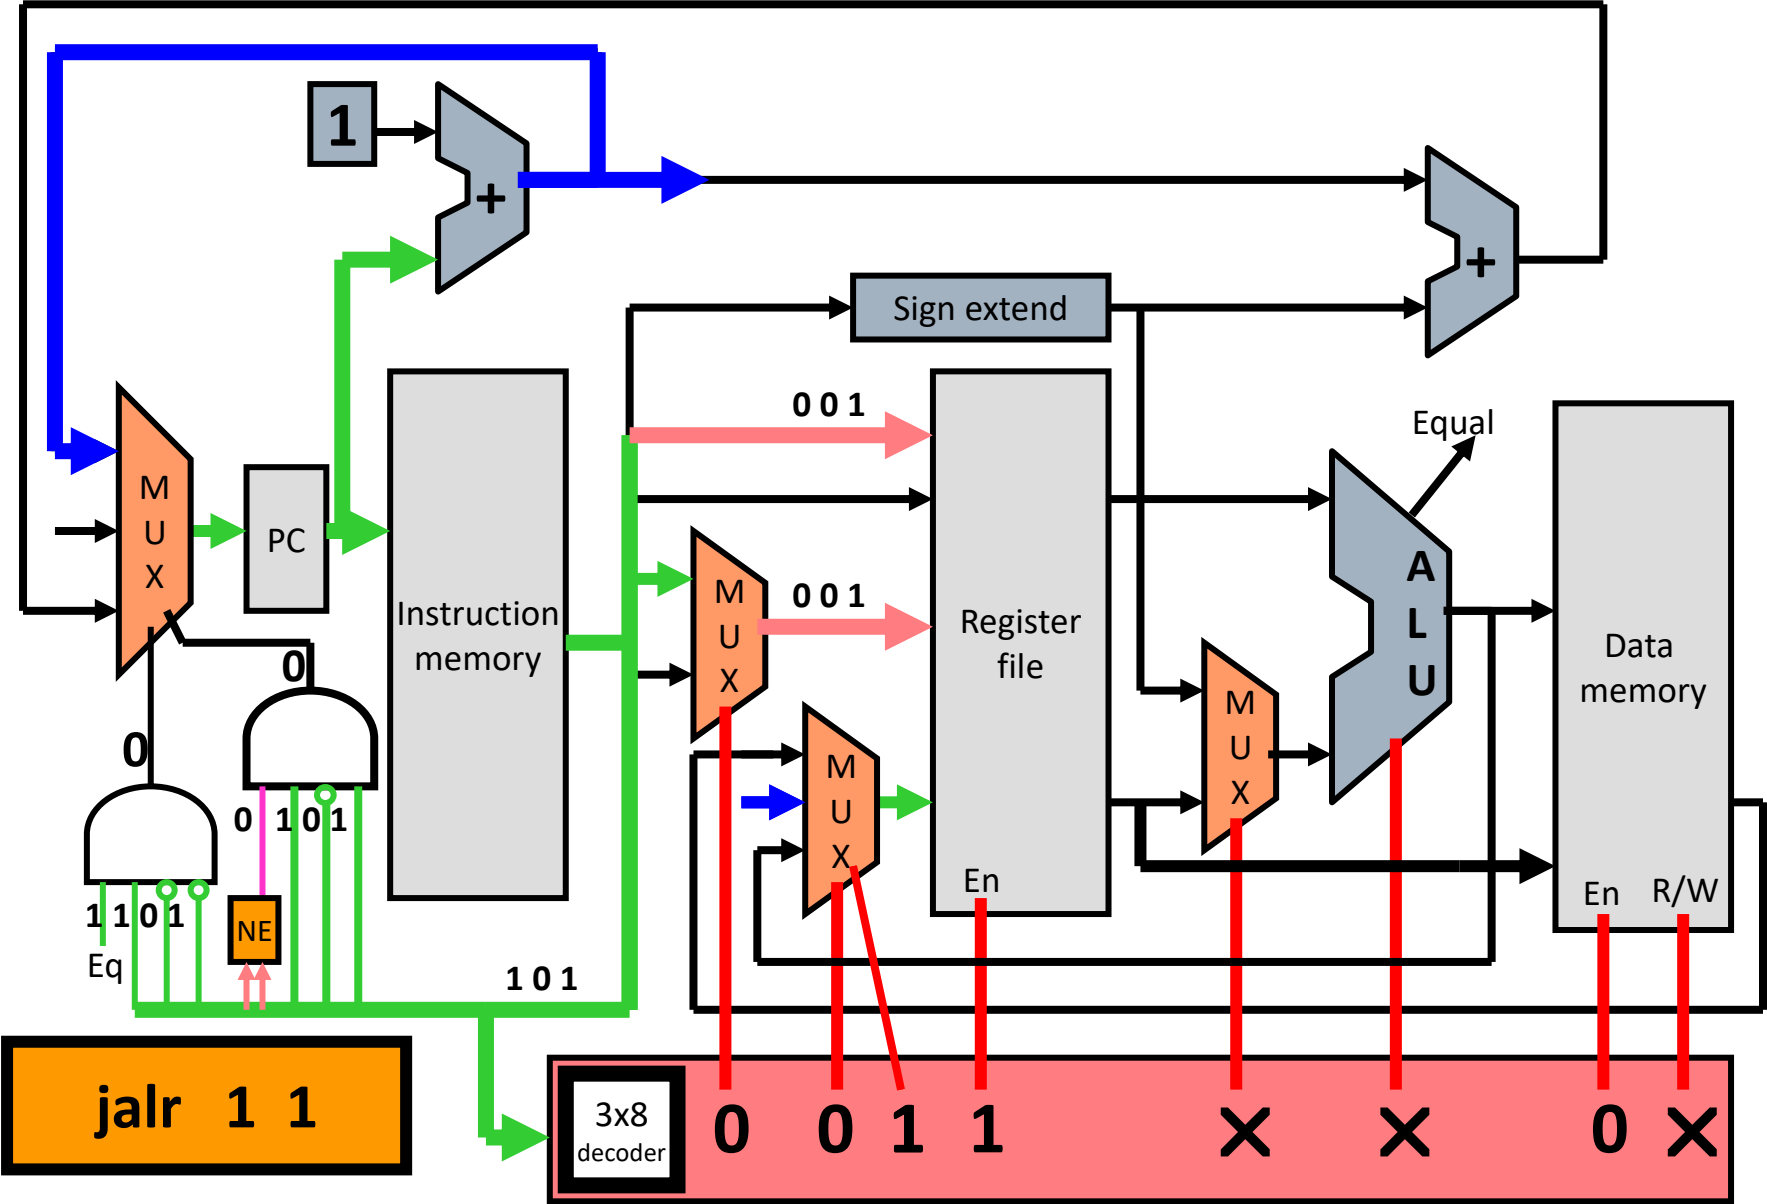 1
+
+
Sign extend
0 0 1
Equal
M
U
X
PC
Instruction
memory
M
U
X
0 0 1
Register
file
En
A
L
U
Data
memory
En
R/W
M
U
X
M
U
X
0
0
0 1 0 1
1 1 0 1
Eq
NE
1 0 1
jalr 1 1
3x8
decoder
0 0 1 1 X X 0 X